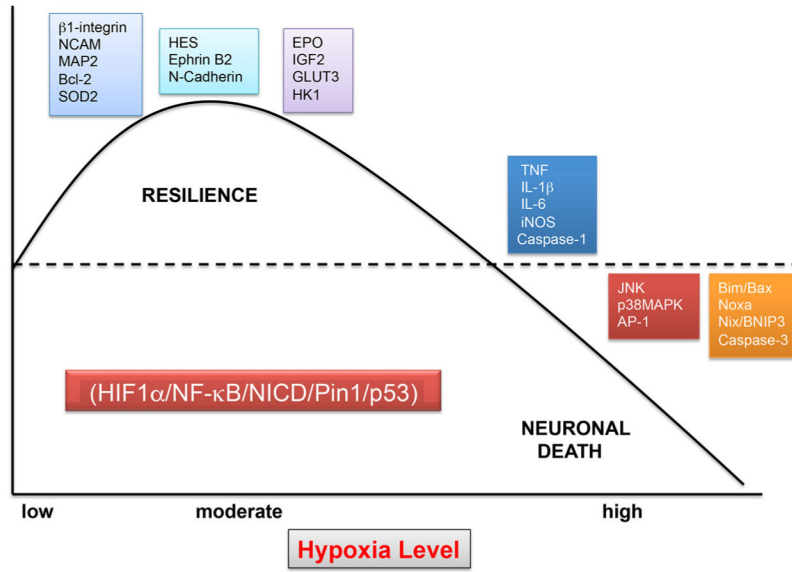 β1-integrin
NCAM
MAP2
Bcl-2
SOD2
HES
Ephrin B2
N-Cadherin
EPO
IGF2
GLUT3
HK1
RESILIENCE
TNF
IL-1β
IL-6
iNOS
Caspase-1
JNK
p38MAPK
AP-1
Bim/Bax
Noxa
Nix/BNIP3
Caspase-3
(HIF1α/NF-κB/NICD/Pin1/p53)
NEURONAL
DEATH
low
moderate
high
Hypoxia Level